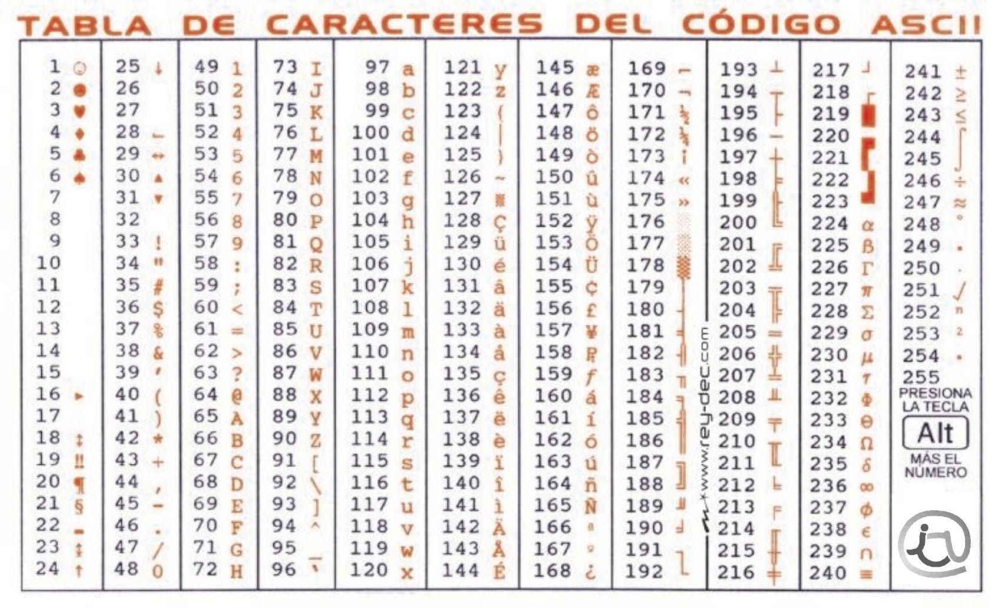 TABLA DE CARACTERES DEL CÓDIGO ASCII
1 ☺ 25 ↓ 49 1 73 I 97 a 121 y 145 æ 169 ⌐ 193 ┴ 217 ┘ 241 ±
2 ☻ 26 50 2 74 J 98 b 122 z 146 Æ 170 ¬ 194 ┬ 218 ┌ 242 ≥
3 ♥ 27 51 3 75 K 99 c 123 { 147 ô 171 ½ 195 ├ 219 █ 243 ≤
4 ♦ 28 ∟ 52 4 76 L 100 d 124 | 148 ö 172 ¼ 196 ─ 220 ▄ 244 ⌠
5 ♣ 29 ↔ 53 5 77 M 101 e 125 } 149 ò 173 ¡ 197 ┼ 221 ▌ 245 ⌡
6 ♠ 30 ▲ 54 6 78 N 102 f 126 ~ 150 û 174 « 198 ╞ 222 ▐ 246 ÷
7 31 ▼ 55 7 79 O 103 g 127 ▓ 151 ù 175 » 199 ╟ 223 ▀ 247 ≈
8 32 56 8 80 P 104 h 128 Ç 152 ÿ 176 ░ 200 ╚ 224 α 248 °
9 33 ! 57 9 81 Q 105 i 129 ü 153 Ö 177 ▒ 201 ╔ 225 β 249 ∙
10 34 " 58 : 82 R 106 j 130 é 154 Ü 178 ▓ 202 ╩ 226 Γ 250 ·
11 35 # 59 ; 83 S 107 k 131 â 155 ¢ 179 │ 203 ╦ 227 π 251 √
12 36 $ 60 < 84 T 108 l 132 ä 156 £ 180 ┤ 204 ╠ 228 Σ 252 ⁿ
13 37 % 61 = 85 U 109 m 133 à 157 ¥ 181 ╡ 205 ═ 229 σ 253 ²
14 38 & 62 > 86 V 110 n 134 å 158 ₧ 182 ╢ 206 ╬ 230 µ 254 ▪
15 39 ' 63 ? 87 W 111 o 135 ç 159 ƒ 183 ╖ 207 ╧ 231 τ 255
16 ► 40 ( 64 @ 88 X 112 p 136 ê 160 á 184 ╕ 208 ╨ 232 Φ
17 41 ) 65 A 89 Y 113 q 137 ë 161 í 185 ╣ 209 ╤ 233 Θ
18 ↕ 42 * 66 B 90 Z 114 r 138 è 162 ó 186 ║ 210 ╥ 234 Ω
19 ‼ 43 + 67 C 91 [ 115 s 139 ï 163 ú 187 ╗ 211 ╙ 235 δ
20 ¶ 44 , 68 D 92 \ 116 t 140 î 164 ñ 188 ╝ 212 ╘ 236 ∞
21 § 45 - 69 E 93 ] 117 u 141 ì 165 Ñ 189 ╜ 213 ╒ 237 φ
22 ▬ 46 . 70 F 94 ^ 118 v 142 Ä 166 ª 190 ╛ 214 ╓ 238 ε
23 ↨ 47 / 71 G 95 _ 119 w 143 Å 167 º 191 ┐ 215 ╫ 239 ∩
24 ↑ 48 0 72 H 96 ` 120 x 144 É 168 ¿ 192 └ 216 ╪ 240 ≡
PRESIONA
LA TECLA
Alt
MÁS EL
NÚMERO
www.rey-dec.com